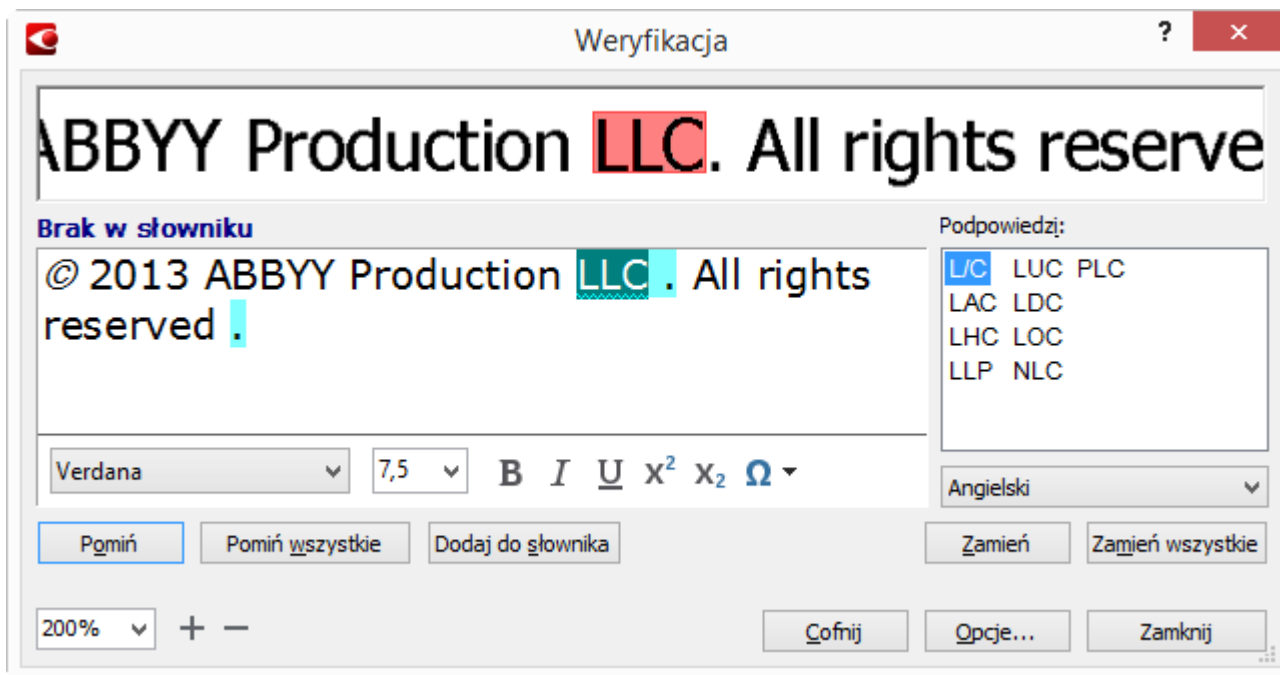 Weryfikacja
?
ABBYY Production LLC. All rights reserve
Brak w słowniku
Podpowiedzi:
© 2013 ABBYY Production LLC . All rights
reserved .
L/C LUC PLC
LAC LDC
LHC LOC
LLP NLC
Verdana
7,5
B I U X² X₂ Ω
Angielski
Pomiń
Pomiń wszystkie
Dodaj do słownika
Zamień
Zamień wszystkie
200%
Cofnij
Opcje...
Zamknij